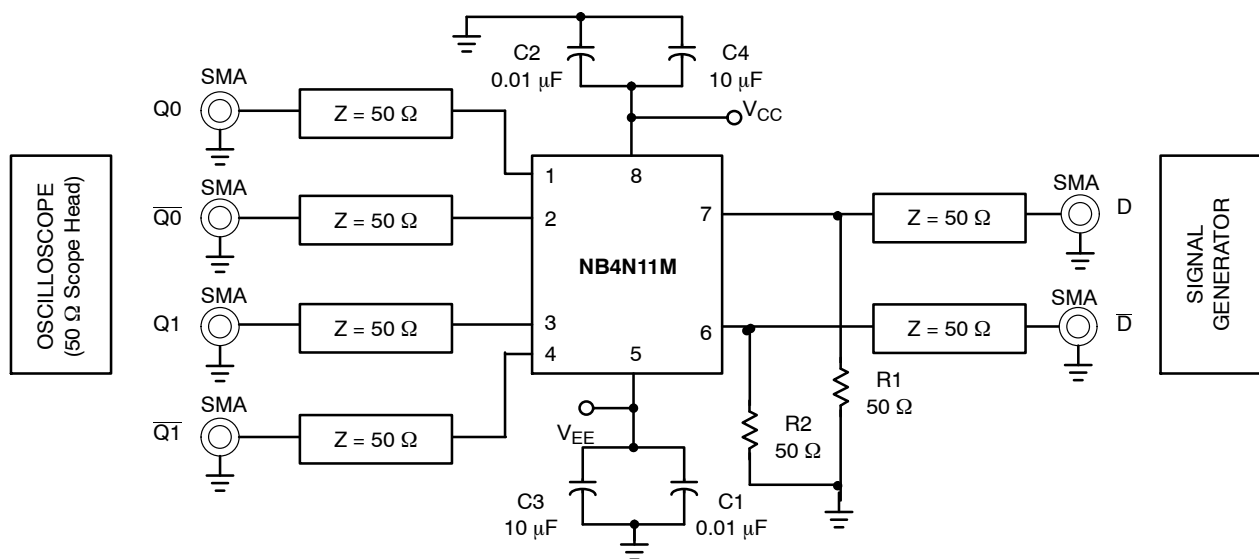 C2
0.01 μF
C4
10 μF
V_CC
SMA
Q0
Z = 50 Ω
SMA
Q̅0̅
Z = 50 Ω
SMA
Q1
Z = 50 Ω
SMA
Q̅1̅
Z = 50 Ω
OSCILLOSCOPE
(50 Ω Scope Head)
1
2
3
4
5
6
7
8
NB4N11M
Z = 50 Ω
SMA
D
Z = 50 Ω
SMA
D̅
SIGNAL
GENERATOR
R1
50 Ω
R2
50 Ω
V_EE
C3
10 μF
C1
0.01 μF